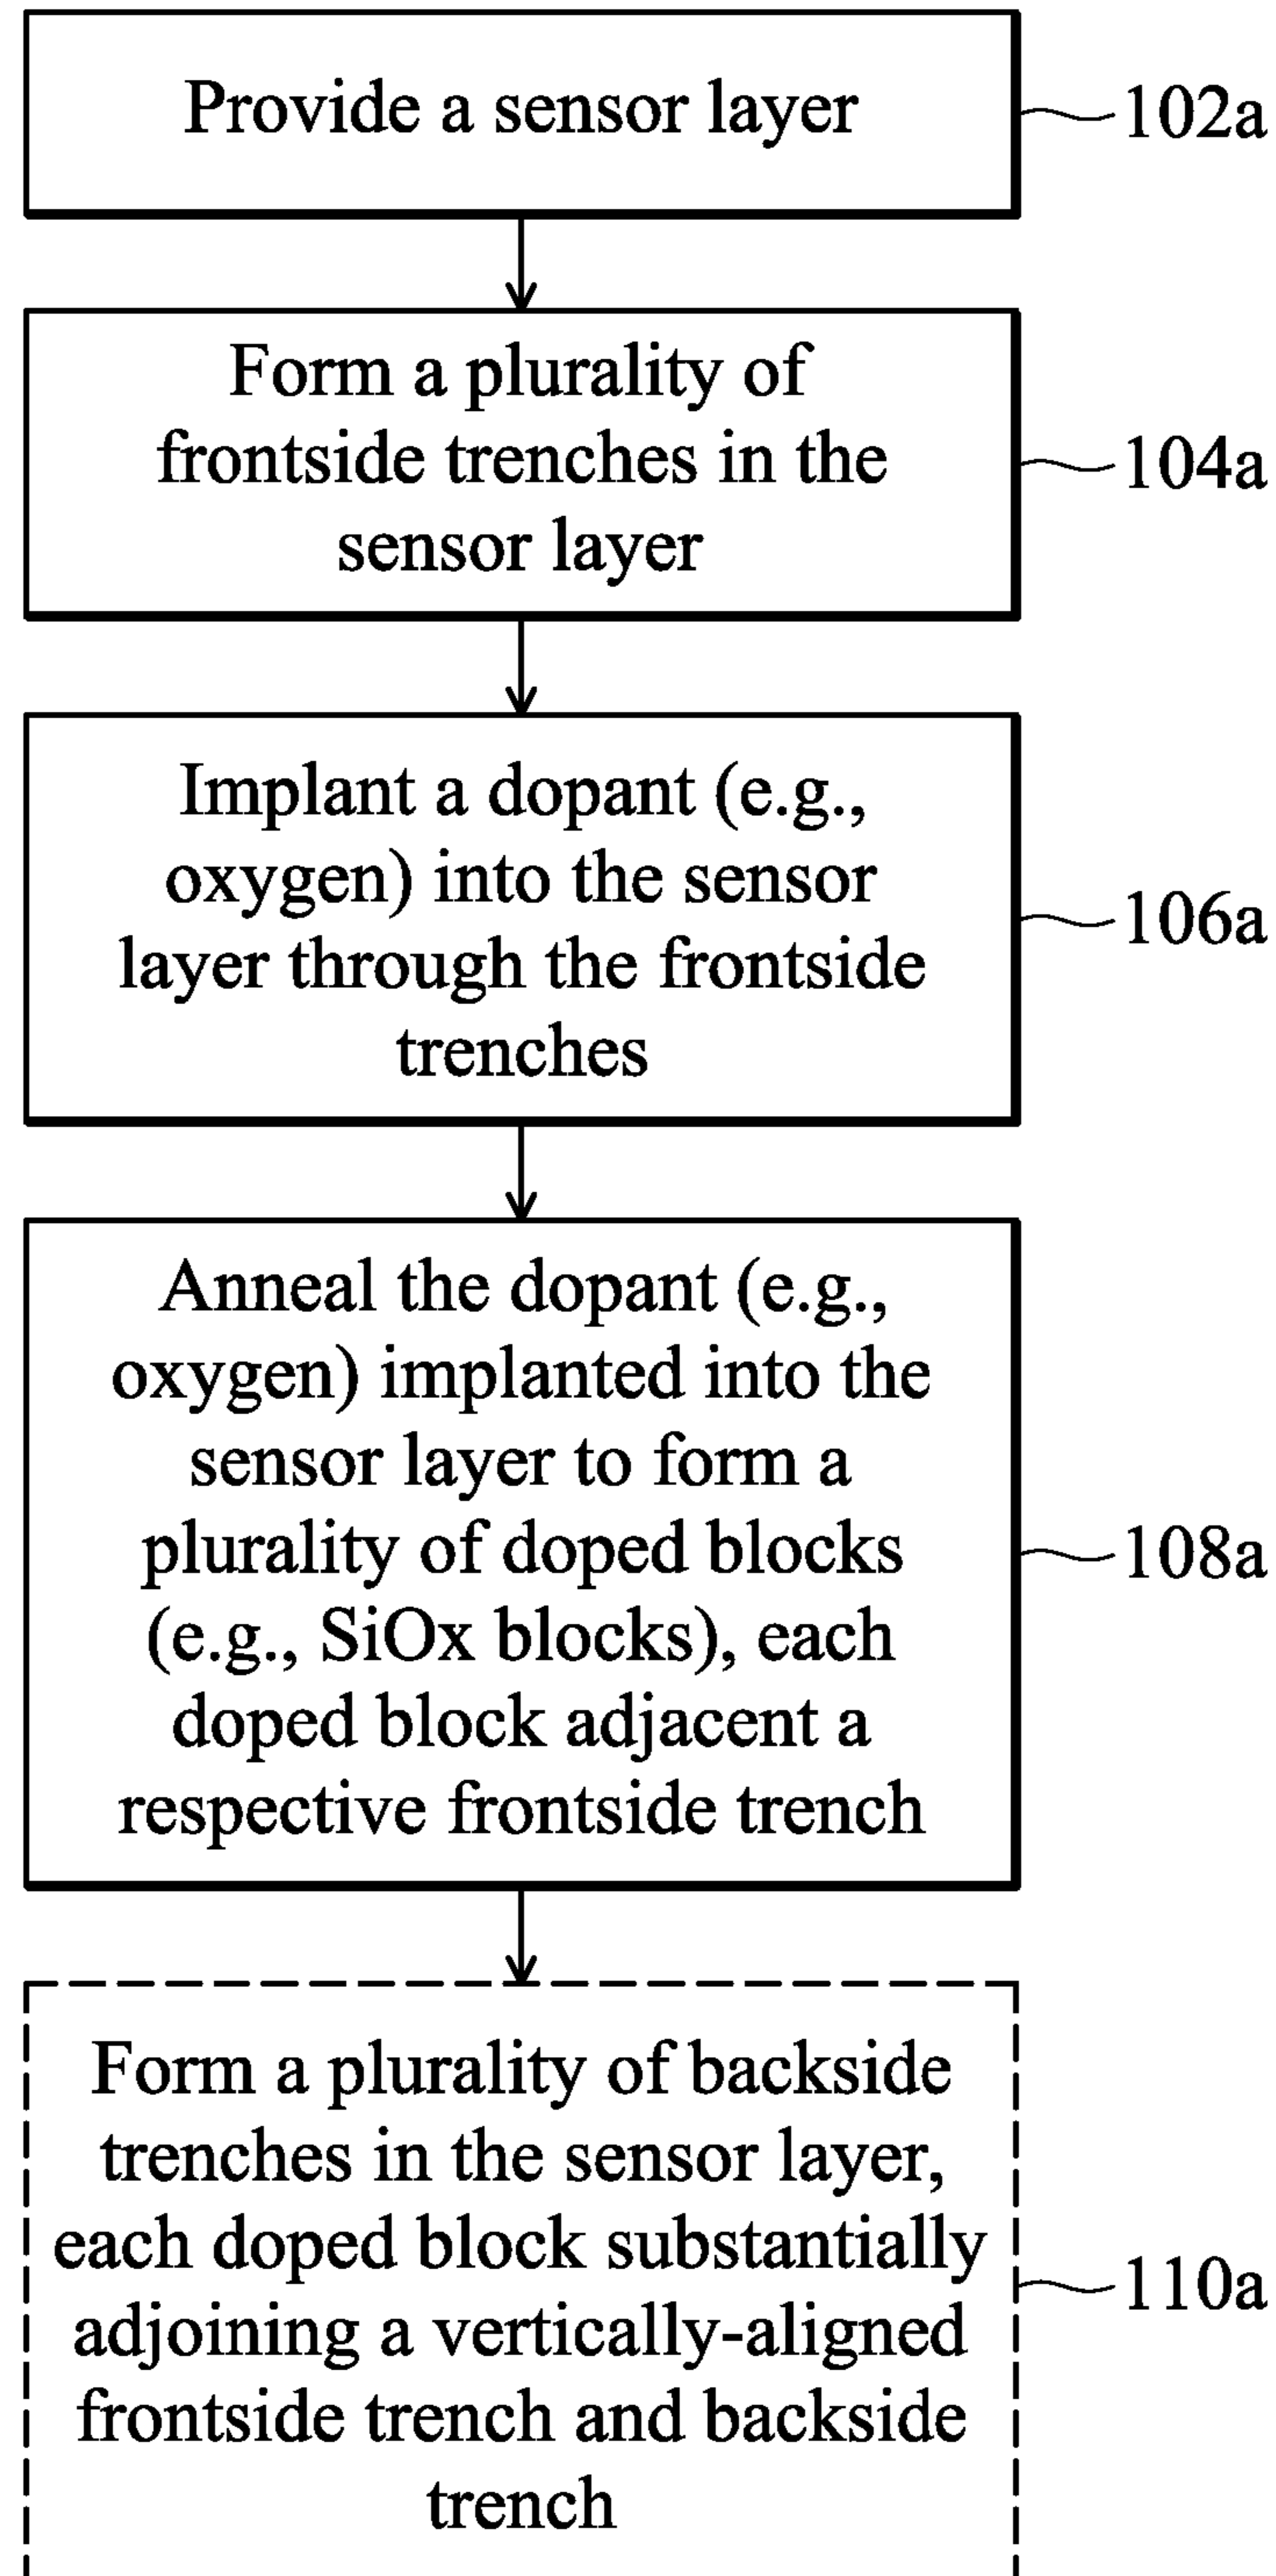 Provide a sensor layer
102a
Form a plurality of
frontside trenches in the
sensor layer
104a
Implant a dopant (e.g.,
oxygen) into the sensor
layer through the frontside
trenches
106a
Anneal the dopant (e.g.,
oxygen) implanted into the
sensor layer to form a
plurality of doped blocks
(e.g., SiOx blocks), each
doped block adjacent a
respective frontside trench
108a
Form a plurality of backside
trenches in the sensor layer,
each doped block substantially
adjoining a vertically-aligned
frontside trench and backside
trench
110a